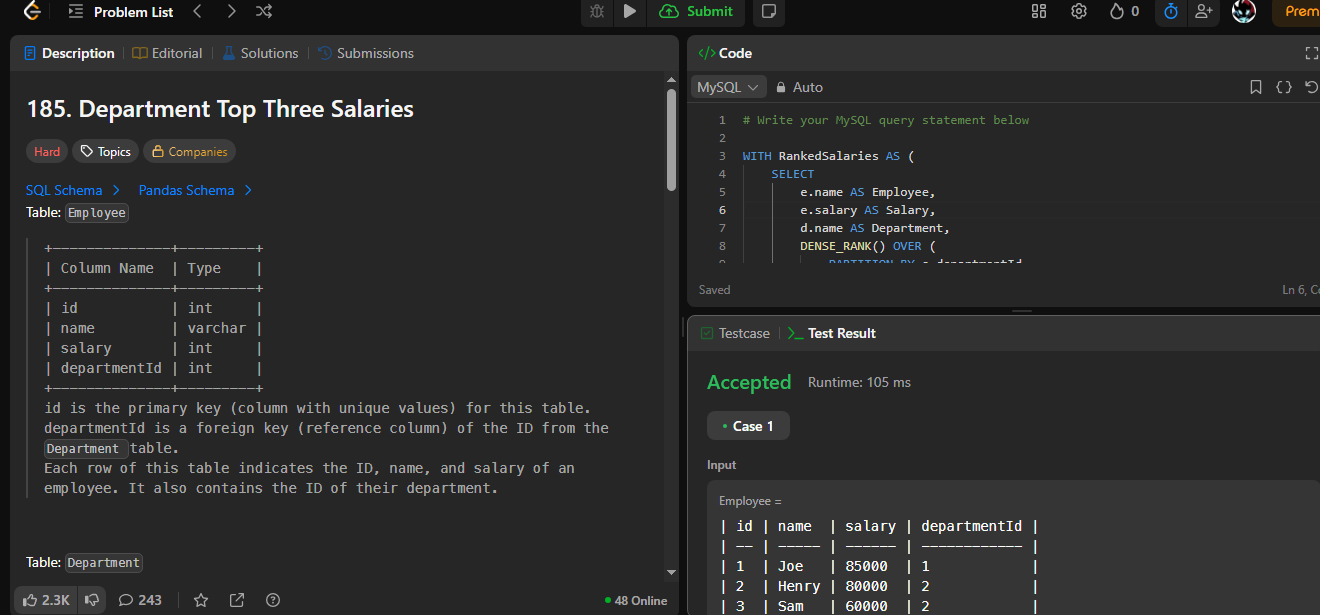 Problem List
Submit
0
Prem
Description
Editorial
Solutions
Submissions
185. Department Top Three Salaries
Hard
Topics
Companies
SQL Schema
Pandas Schema
Table: Employee
+--------------+---------+
| Column Name | Type |
+--------------+---------+
| id | int |
| name | varchar |
| salary | int |
| departmentId | int |
+--------------+---------+
id is the primary key (column with unique values) for this table.
departmentId is a foreign key (reference column) of the ID from the
Department table.
Each row of this table indicates the ID, name, and salary of an
employee. It also contains the ID of their department.
Table: Department
2.3K
243
48 Online
</> Code
MySQL
Auto
1 # Write your MySQL query statement below
2
3 WITH RankedSalaries AS (
4 SELECT
5 e.name AS Employee,
6 e.salary AS Salary,
7 d.name AS Department,
8 DENSE_RANK() OVER (
Saved
Ln 6, Co
Testcase
>_ Test Result
Accepted
Runtime: 105 ms
Case 1
Input
Employee =
| id | name | salary | departmentId |
| -- | ----- | ------ | ------------ |
| 1 | Joe | 85000 | 1 |
| 2 | Henry | 80000 | 2 |
| 3 | Sam | 60000 | 2 |